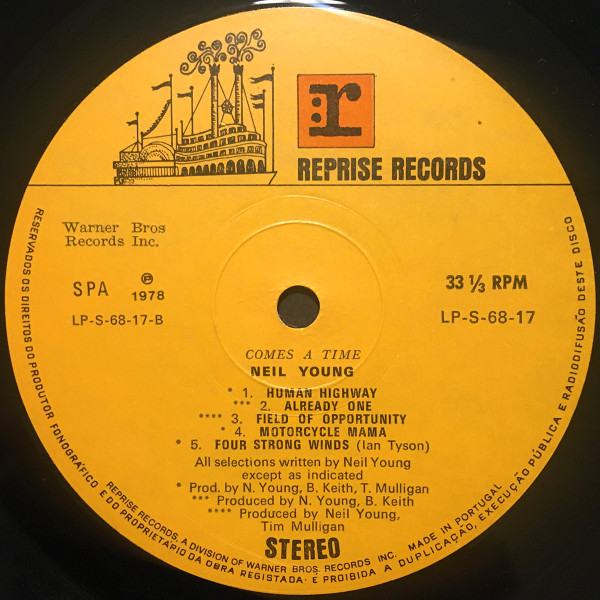 r
REPRISE RECORDS
Warner Bros
Records Inc.
SPA ℗ 1978
33 1/3 RPM
LP-S-68-17-B
LP-S-68-17
COMES A TIME
NEIL YOUNG
* 1. HUMAN HIGHWAY
*** 2. ALREADY ONE
**** 3. FIELD OF OPPORTUNITY
* 4. MOTORCYCLE MAMA
* 5. FOUR STRONG WINDS (Ian Tyson)
All selections written by Neil Young
except as indicated
* Prod. by N. Young, B. Keith, T. Mulligan
*** Produced by N. Young, B. Keith
**** Produced by Neil Young,
Tim Mulligan
STEREO
REPRISE RECORDS, A DIVISION OF WARNER BROS. RECORDS INC. MADE IN PORTUGAL
RESERVADOS OS DIREITOS DO PRODUTOR FONOGRÁFICO E DO PROPRIETÁRIO DA OBRA REGISTADA·É PROIBIDA A DUPLICAÇÃO, EXECUÇÃO PÚBLICA E RADIODIFUSÃO DESTE DISCO